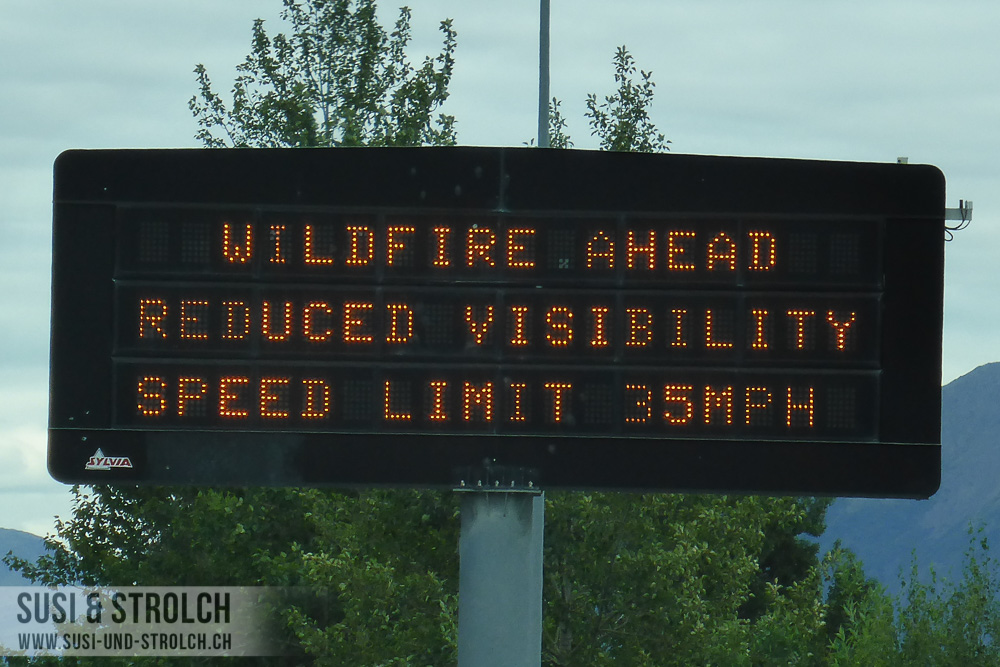 WILDFIRE AHEAD
REDUCED VISIBILITY
SPEED LIMIT 35MPH
SYLVIA
SUSI & STROLCH
WWW.SUSI-UND-STROLCH.CH